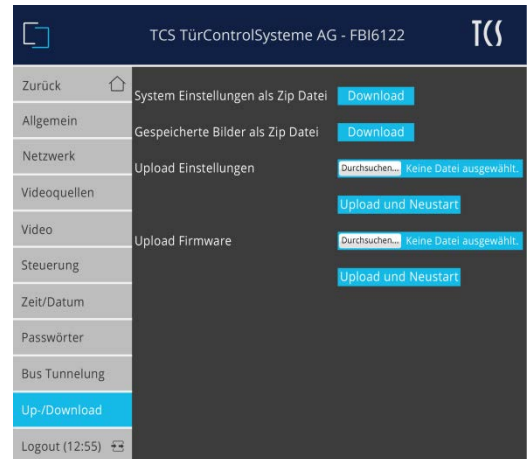 TCS TürControlSysteme AG - FBI6122
TCS
Zurück
Allgemein
Netzwerk
Videoquellen
Video
Steuerung
Zeit/Datum
Passwörter
Bus Tunnelung
Up-/Download
Logout (12:55)
System Einstellungen als Zip Datei Download
Gespeicherte Bilder als Zip Datei Download
Upload Einstellungen Durchsuchen... Keine Datei ausgewählt.
Upload und Neustart
Upload Firmware Durchsuchen... Keine Datei ausgewählt.
Upload und Neustart